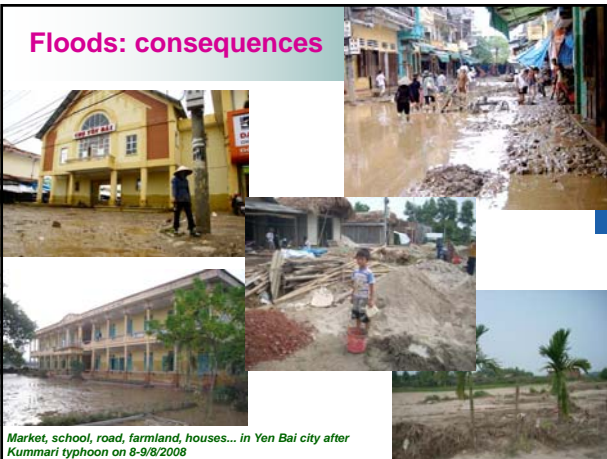 Floods: consequences
CHỢ YÊN BÁI
Market, school, road, farmland, houses... in Yen Bai city after
Kummari typhoon on 8-9/8/2008